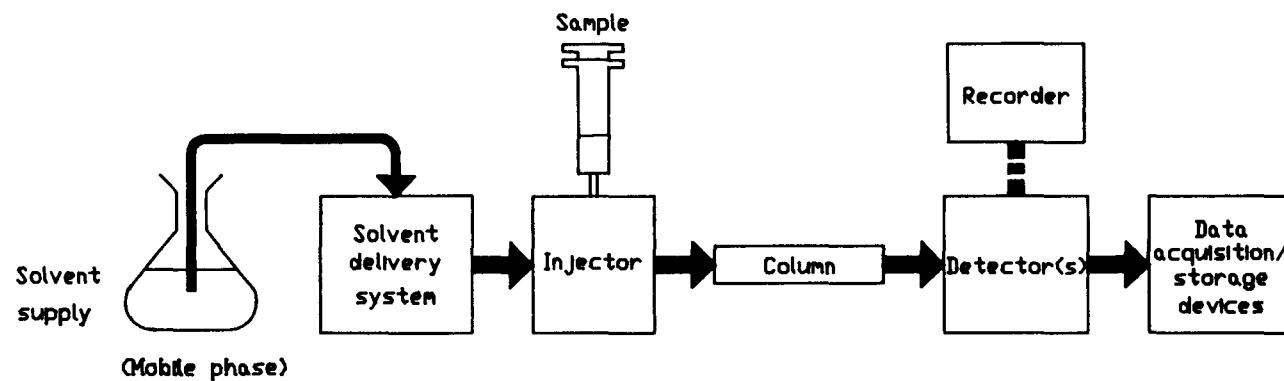 Sample
Recorder
Solvent
delivery
system
Injector
Column
Detector(s)
Data
acquisition/
storage
devices
Solvent
supply
(Mobile phase)